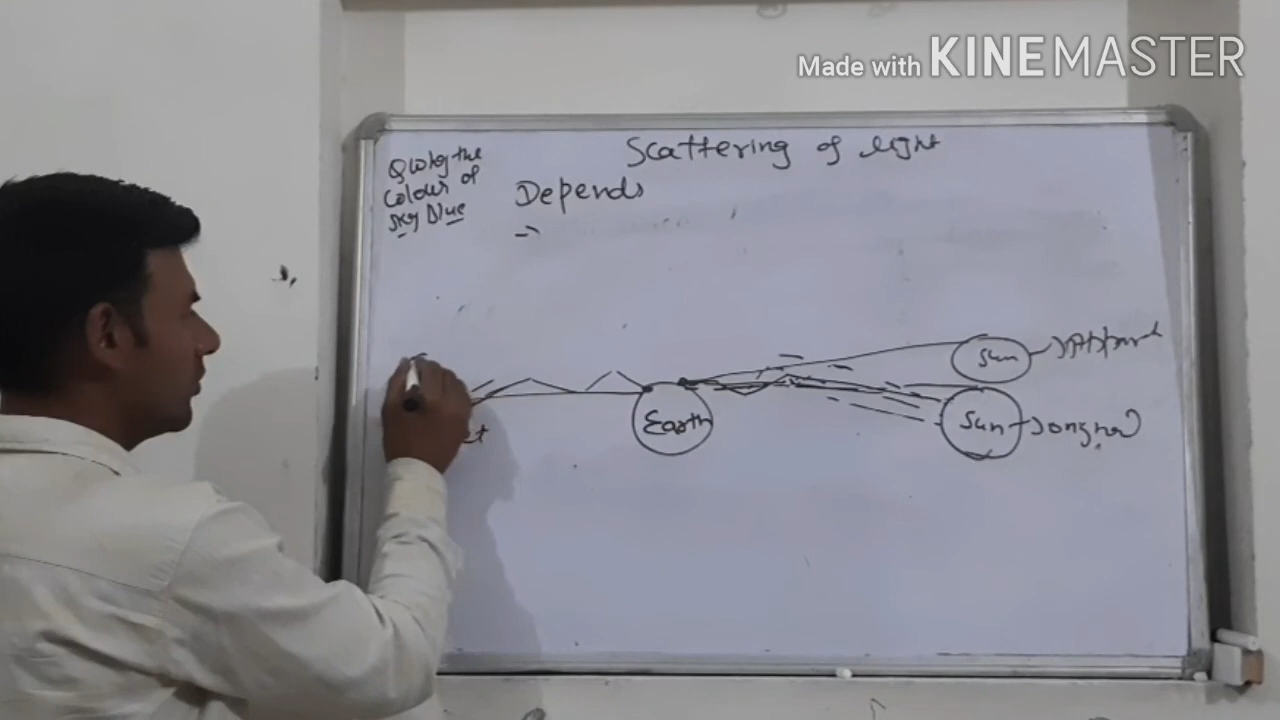 Made with KINEMASTER
Scattering of light
Q Why the
Colour of
Sky Blue
Depends
Sun
Earth
Sun